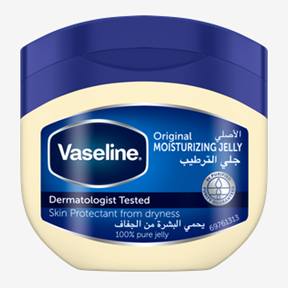 Original الأصلي
MOISTURIZING JELLY
جلي الترطيب
Vaseline.
Dermatologist Tested
Skin Protectant from dryness
يحمي البشرة من الجفاف
100% pure jelly
69761313